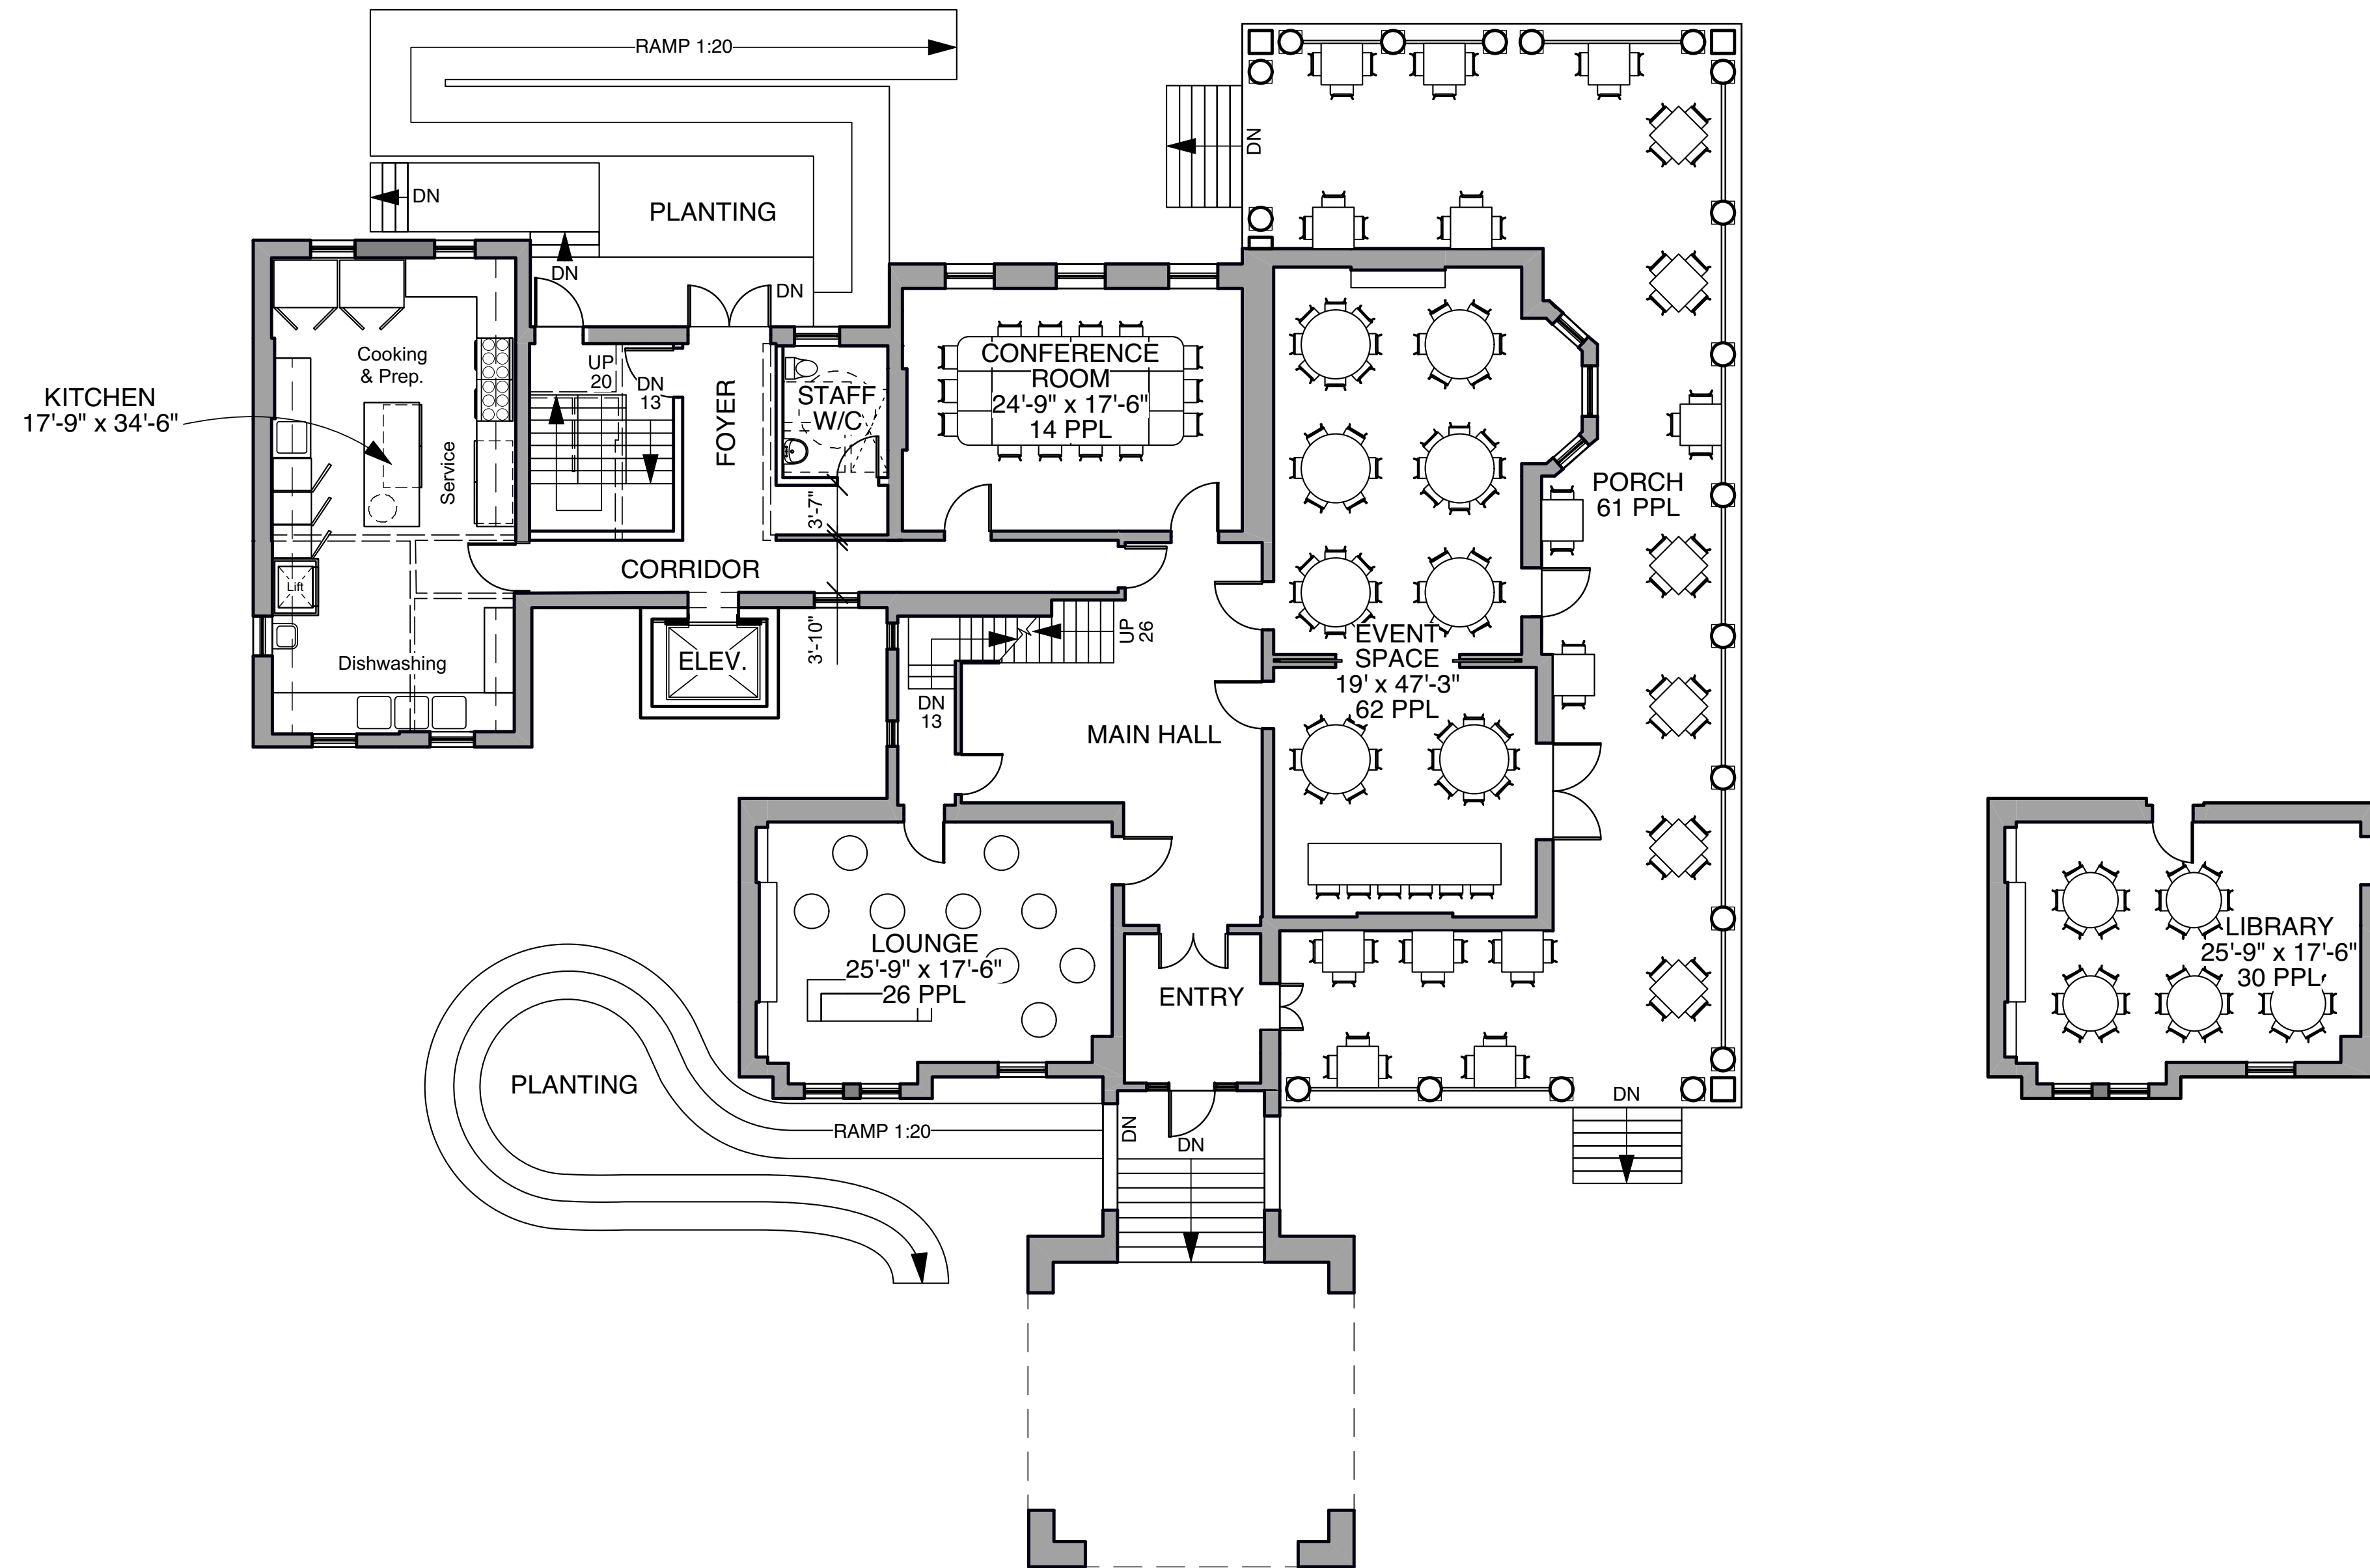 RAMP 1:20
DN
DN
PLANTING
DN
DN
Cooking
& Prep.
KITCHEN
17'-9" x 34'-6"
Service
UP
20
DN
13
FOYER
STAFF
W/C
CONFERENCE
ROOM
24'-9" x 17'-6"
14 PPL
PORCH
61 PPL
3'-7"
CORRIDOR
Lift
3'-10"
ELEV.
UP
26
EVENT
SPACE
19' x 47'-3"
62 PPL
Dishwashing
DN
13
MAIN HALL
LOUNGE
25'-9" x 17'-6"
26 PPL
LIBRARY
25'-9" x 17'-6"
30 PPL
ENTRY
PLANTING
DN
RAMP 1:20
DN
DN